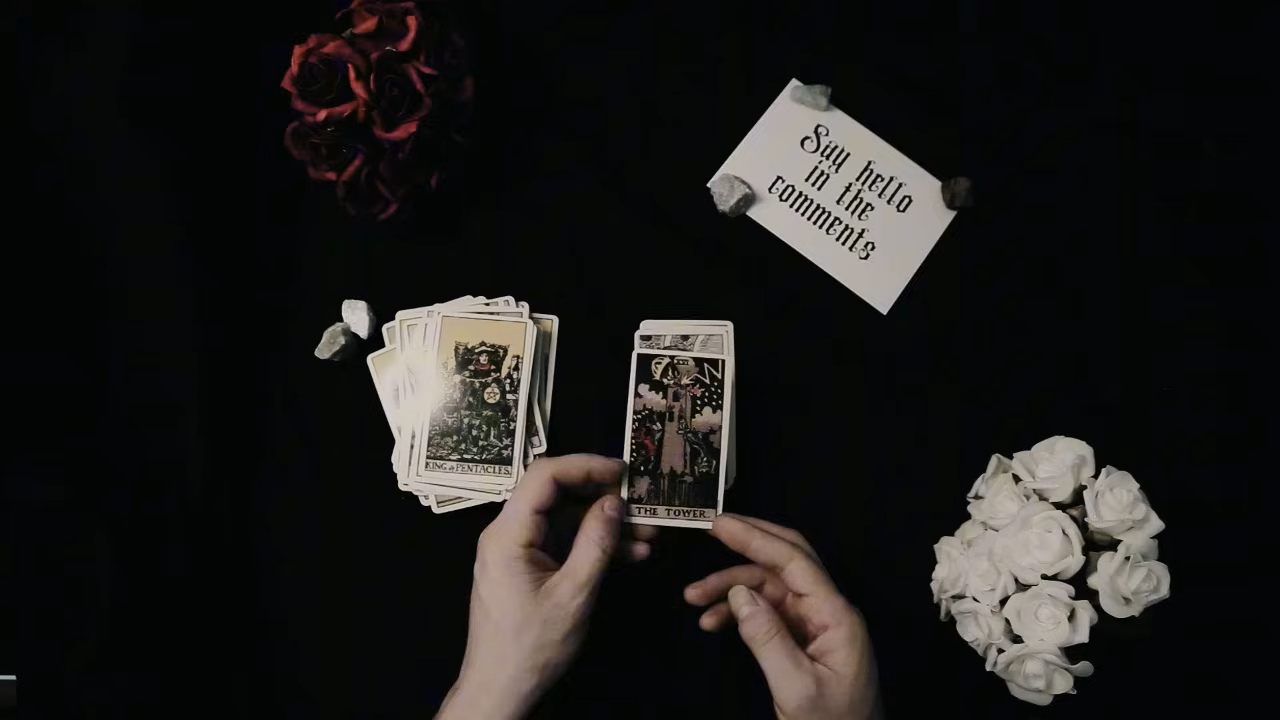 Say hello
in the
comments
KING of PENTACLES.
THE TOWER.